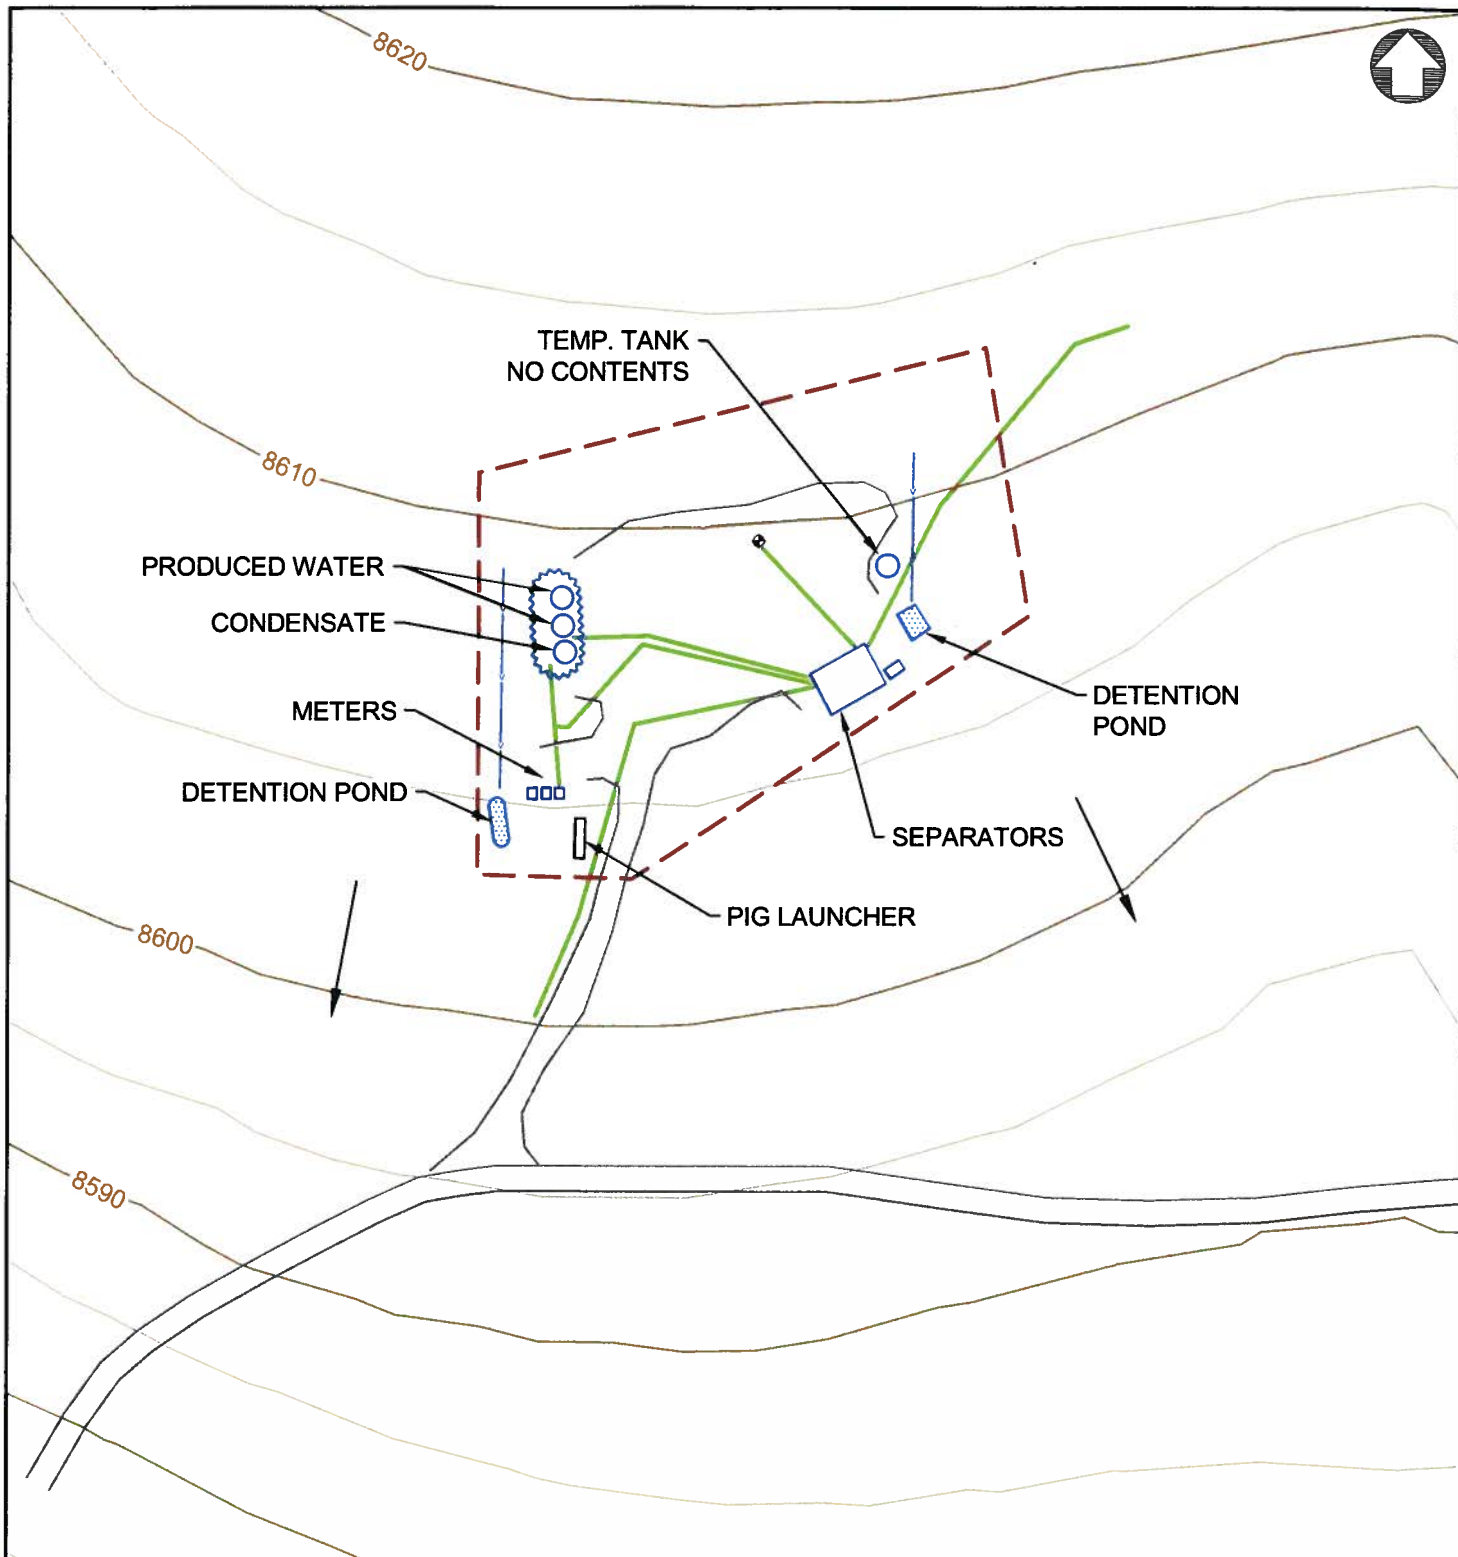 8620
TEMP. TANK
NO CONTENTS
8610
PRODUCED WATER
CONDENSATE
METERS
DETENTION
POND
DETENTION POND
SEPARATORS
PIG LAUNCHER
8600
8590